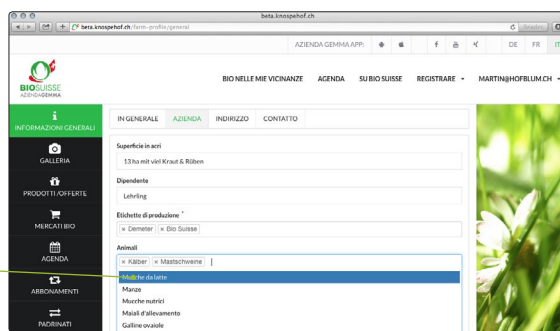 beta.knospehof.ch
beta.knospehof.ch/farm-profile/general
Reader
AZIENDA GEMMA APP:
DE FR IT
BIOSUISSE
AZIENDAGEMMA
BIO NELLE MIE VICINANZE AGENDA SU BIO SUISSE REGISTRARE MARTIN@HOFBLUM.CH
INFORMAZIONI GENERALI
GALLERIA
PRODOTTI /OFFERTE
MERCATI BIO
AGENDA
ABBONAMENTI
PADRINATI
IN GENERALE AZIENDA INDIRIZZO CONTATTO
Superficie in acri
13 ha mit viel Kraut & Rüben
Dipendente
Lehrling
Etichette di produzione *
× Demeter × Bio Suisse
Animali
× Kälber × Mastschweine
Mucche da latte
Manze
Mucche nutrici
Maiali d'allevamento
Galline ovaiole